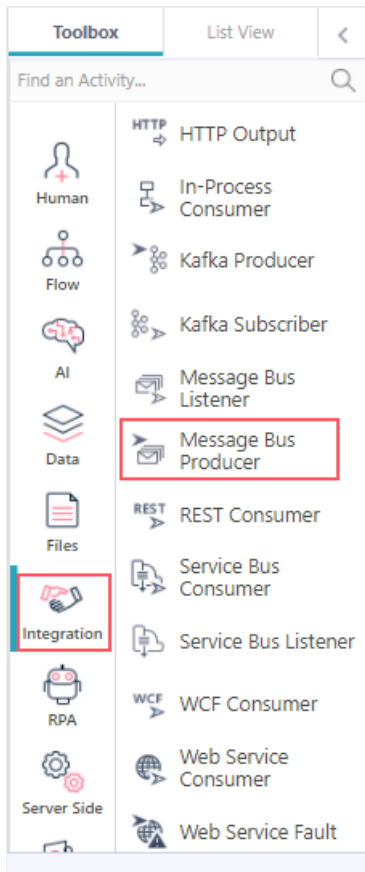 Toolbox
List View
Find an Activity...
Human
Flow
AI
Data
Files
Integration
RPA
Server Side
HTTP
HTTP Output
In-Process
Consumer
Kafka Producer
Kafka Subscriber
Message Bus
Listener
Message Bus
Producer
REST
REST Consumer
Service Bus
Consumer
Service Bus Listener
WCF
WCF Consumer
Web Service
Consumer
Web Service Fault